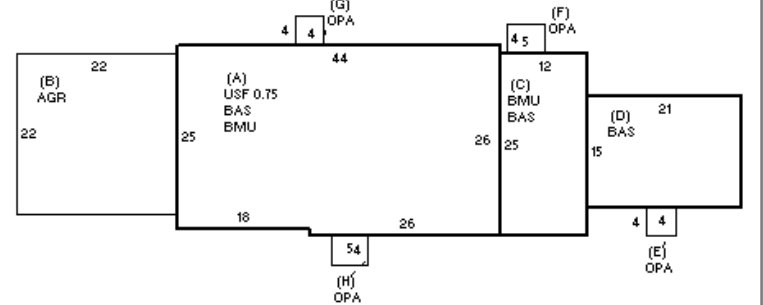 (G)
OPA
4
4
(F)
OPA
4 5
22
(B)
AGR
22
44
(A)
USF 0.75
BAS
BMU
25
26
12
(C)
BMU
BAS
25
21
(D)
BAS
15
18
26
4
4
(E)
OPA
54
(H)
OPA